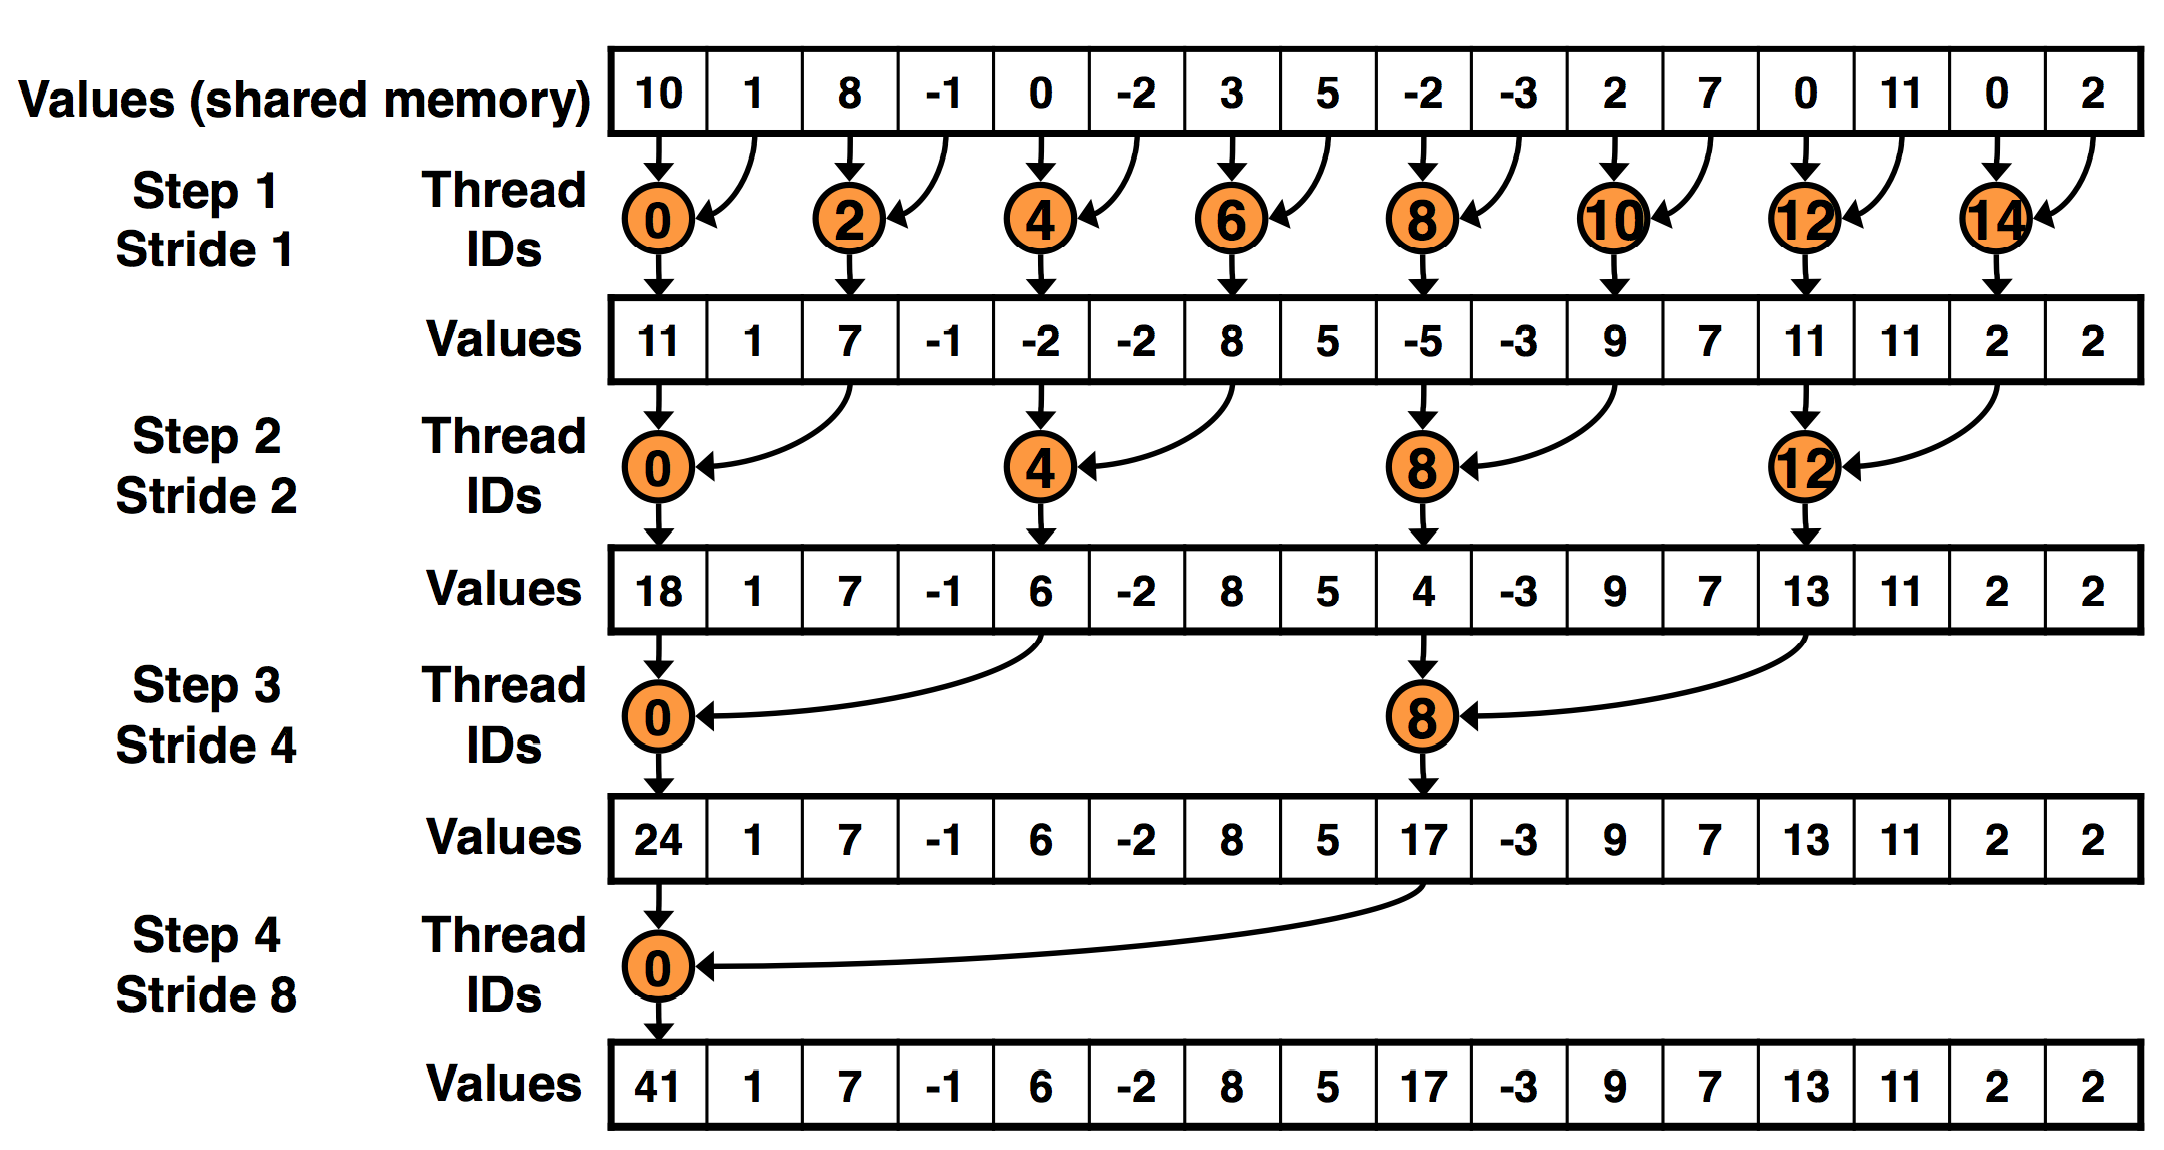 Values (shared memory) 10 1 8 -1 0 -2 3 5 -2 -3 2 7 0 11 0 2
Step 1 Thread
Stride 1 IDs
0 2 4 6 8 10 12 14
Values 11 1 7 -1 -2 -2 8 5 -5 -3 9 7 11 11 2 2
Step 2 Thread
Stride 2 IDs
0 4 8 12
Values 18 1 7 -1 6 -2 8 5 4 -3 9 7 13 11 2 2
Step 3 Thread
Stride 4 IDs
0 8
Values 24 1 7 -1 6 -2 8 5 17 -3 9 7 13 11 2 2
Step 4 Thread
Stride 8 IDs
0
Values 41 1 7 -1 6 -2 8 5 17 -3 9 7 13 11 2 2